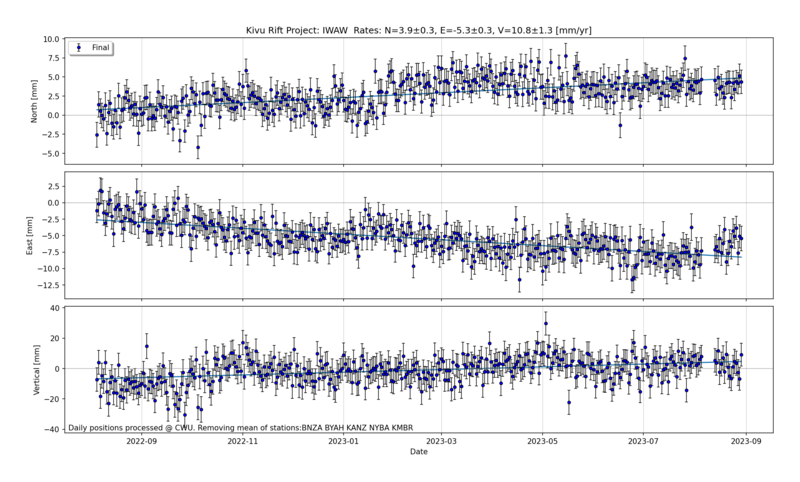 Kivu Rift Project: IWAW Rates: N=3.9±0.3, E=-5.3±0.3, V=10.8±1.3 [mm/yr]
Final
North [mm]
10.0
7.5
5.0
2.5
0.0
−2.5
−5.0
East [mm]
2.5
0.0
−2.5
−5.0
−7.5
−10.0
−12.5
Vertical [mm]
40
20
0
−20
−40
Daily positions processed @ CWU. Removing mean of stations:BNZA BYAH KANZ NYBA KMBR
2022-09 2022-11 2023-01 2023-03 2023-05 2023-07 2023-09
Date